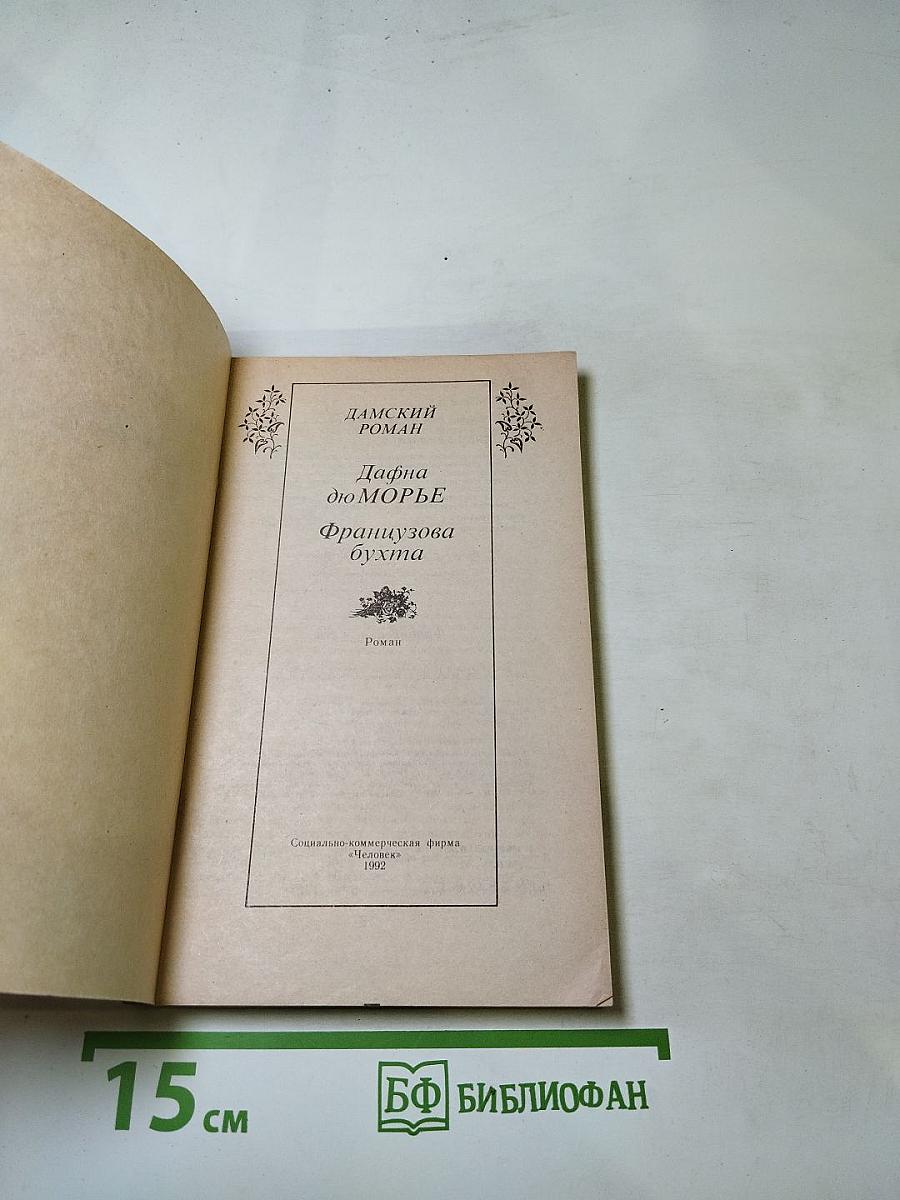 ДАМСКИЙ
РОМАН
Дафна
дю МОРЬЕ
Французова
бухта
Роман
Социально-коммерческая фирма
«Человек»
1992
15 см
БФ БИБЛИОФАН